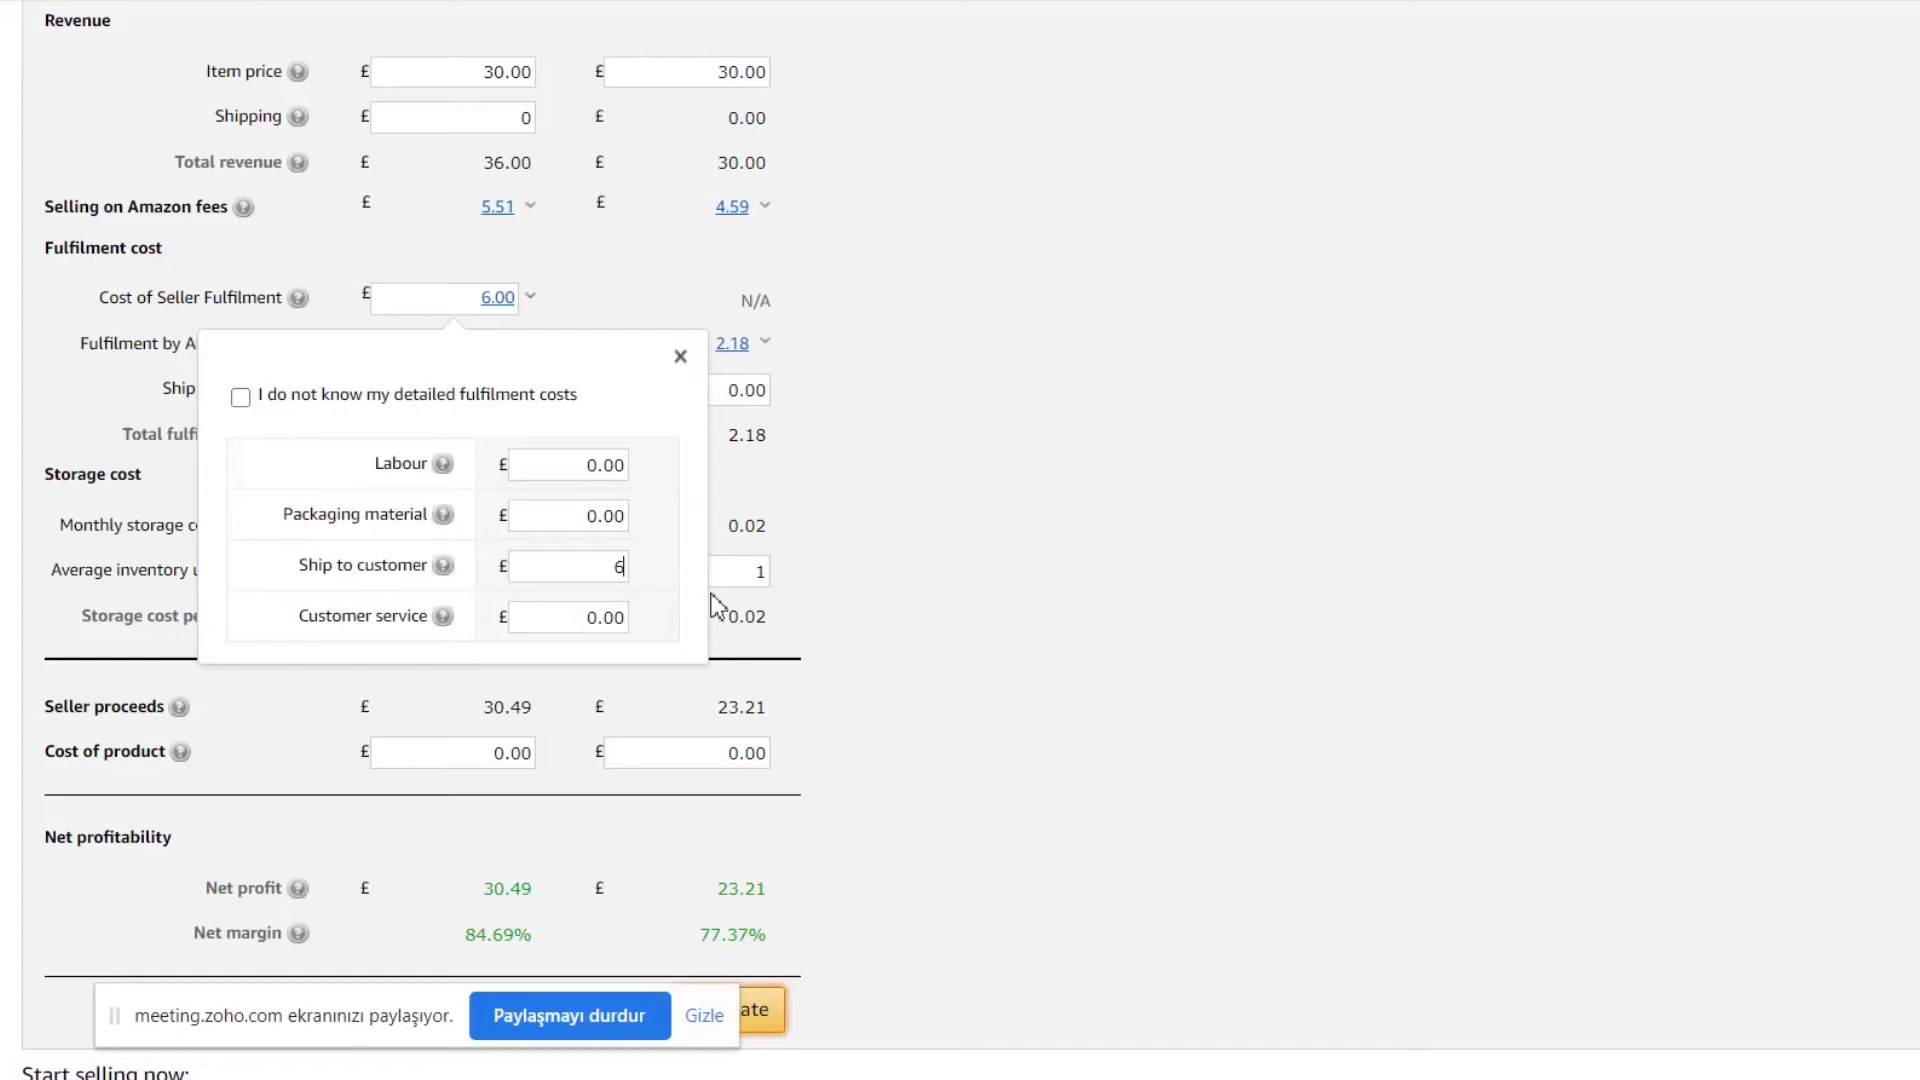 Revenue
Item price £ 30.00 £ 30.00
Shipping £ 0 £ 0.00
Total revenue £ 36.00 £ 30.00
Selling on Amazon fees £ 5.51 £ 4.59
Fulfilment cost
Cost of Seller Fulfilment £ 6.00 N/A
Fulfilment by A 2.18
I do not know my detailed fulfilment costs
Ship 0.00
Total fulfi 2.18
Labour £ 0.00
Storage cost
Packaging material £ 0.00
Monthly storage c 0.02
Ship to customer £ 6
Average inventory u 1
Customer service £ 0.00
Storage cost pe 0.02
Seller proceeds £ 30.49 £ 23.21
Cost of product £ 0.00 £ 0.00
Net profitability
Net profit £ 30.49 £ 23.21
Net margin 84.69% 77.37%
meeting.zoho.com ekranınızı paylaşıyor. Paylaşmayı durdur Gizle ate
Start selling now: